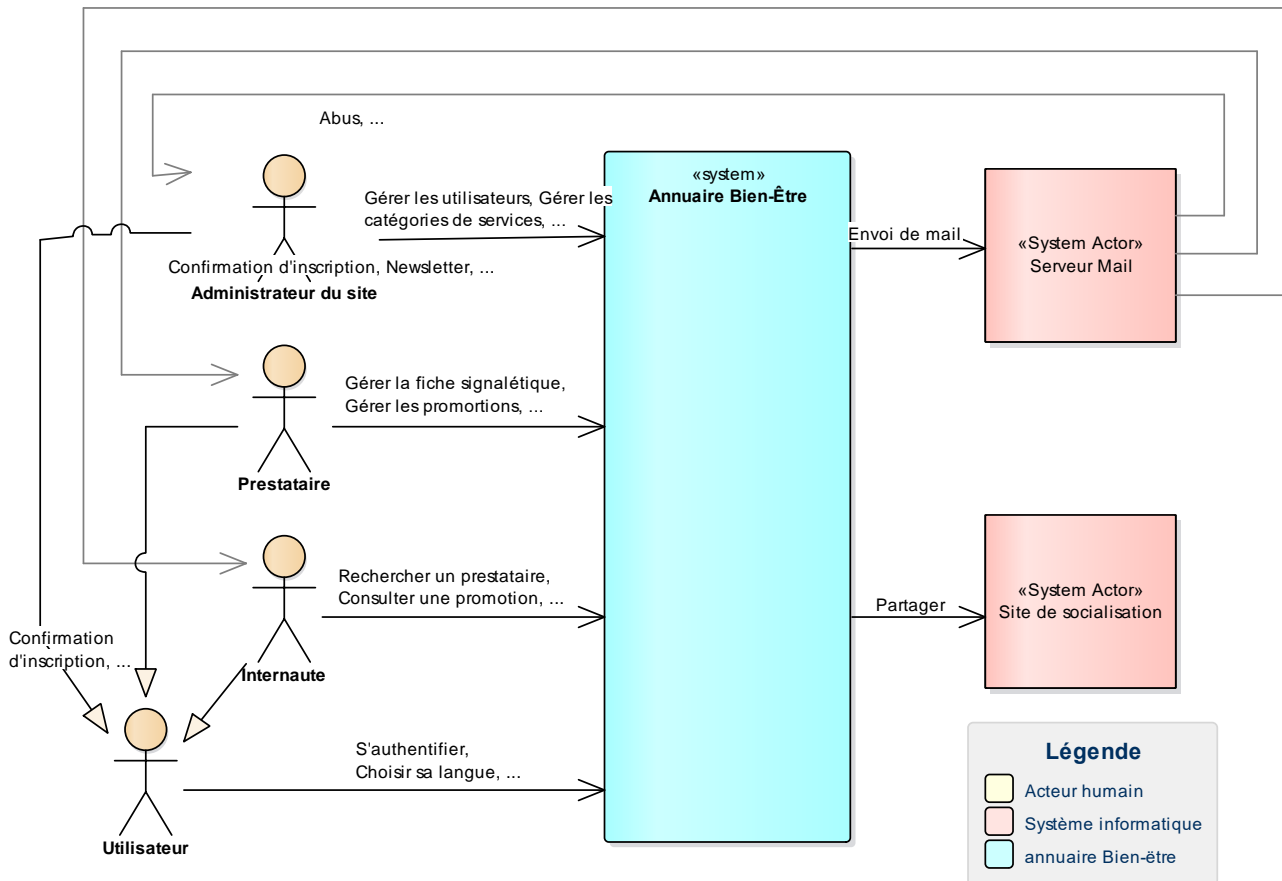 Abus, ...
«system»
Annuaire Bien-Être
Gérer les utilisateurs, Gérer les
catégories de services, ...
Envoi de mail
«System Actor»
Serveur Mail
Confirmation d'inscription, Newsletter, ...
Administrateur du site
Gérer la fiche signalétique,
Gérer les promortions, ...
Prestataire
Rechercher un prestataire,
Consulter une promotion, ...
Partager
«System Actor»
Site de socialisation
Confirmation
d'inscription, ...
Internaute
S'authentifier,
Choisir sa langue, ...
Utilisateur
Légende
Acteur humain
Système informatique
annuaire Bien-ëtre